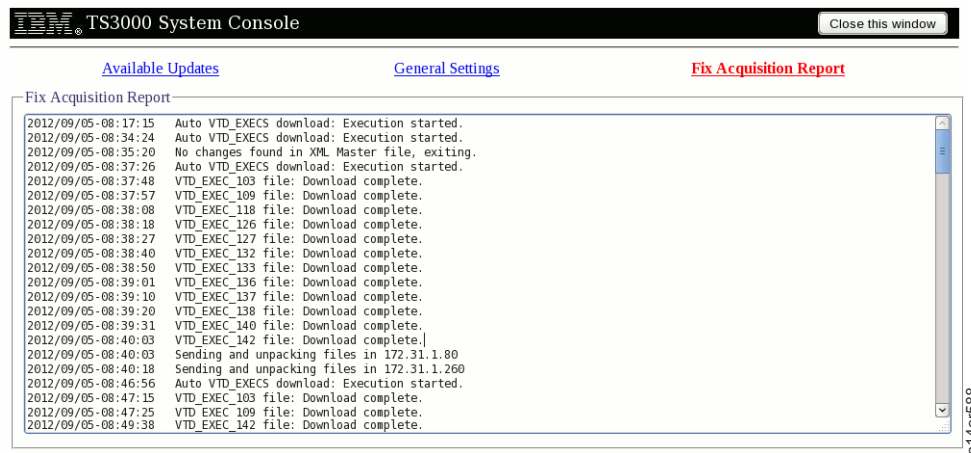 IBM® TS3000 System Console
Close this window
Available Updates
General Settings
Fix Acquisition Report
Fix Acquisition Report
2012/09/05-08:17:15 Auto VTD_EXECS download: Execution started.
2012/09/05-08:34:24 Auto VTD_EXECS download: Execution started.
2012/09/05-08:35:20 No changes found in XML Master file, exiting.
2012/09/05-08:37:26 Auto VTD_EXECS download: Execution started.
2012/09/05-08:37:48 VTD_EXEC_103 file: Download complete.
2012/09/05-08:37:57 VTD_EXEC_109 file: Download complete.
2012/09/05-08:38:08 VTD_EXEC_118 file: Download complete.
2012/09/05-08:38:18 VTD_EXEC_126 file: Download complete.
2012/09/05-08:38:27 VTD_EXEC_127 file: Download complete.
2012/09/05-08:38:40 VTD_EXEC_132 file: Download complete.
2012/09/05-08:38:50 VTD_EXEC_133 file: Download complete.
2012/09/05-08:39:01 VTD_EXEC_136 file: Download complete.
2012/09/05-08:39:10 VTD_EXEC_137 file: Download complete.
2012/09/05-08:39:20 VTD_EXEC_138 file: Download complete.
2012/09/05-08:39:31 VTD_EXEC_140 file: Download complete.
2012/09/05-08:40:03 VTD_EXEC_142 file: Download complete.
2012/09/05-08:40:03 Sending and unpacking files in 172.31.1.80
2012/09/05-08:40:18 Sending and unpacking files in 172.31.1.260
2012/09/05-08:46:56 Auto VTD_EXECS download: Execution started.
2012/09/05-08:47:15 VTD_EXEC_103 file: Download complete.
2012/09/05-08:47:25 VTD EXEC 109 file: Download complete.
2012/09/05-08:49:38 VTD_EXEC_142 file: Download complete.